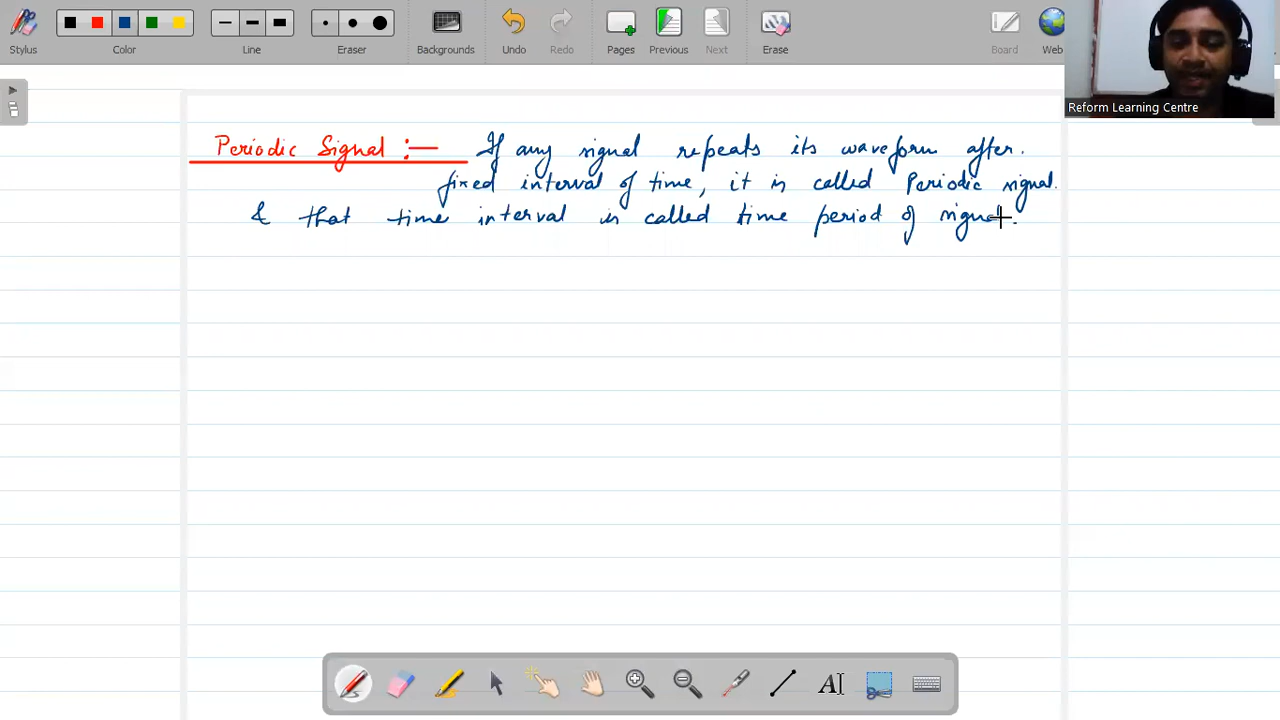 Stylus
Color
Line
Eraser
Backgrounds
Undo
Redo
Pages
Previous
Next
Erase
Board
Web
Reform Learning Centre
Periodic Signal :— If any signal repeats its waveform after.
fixed interval of time, it is called Periodic signal.
& that time interval is called time period of signal.
AI